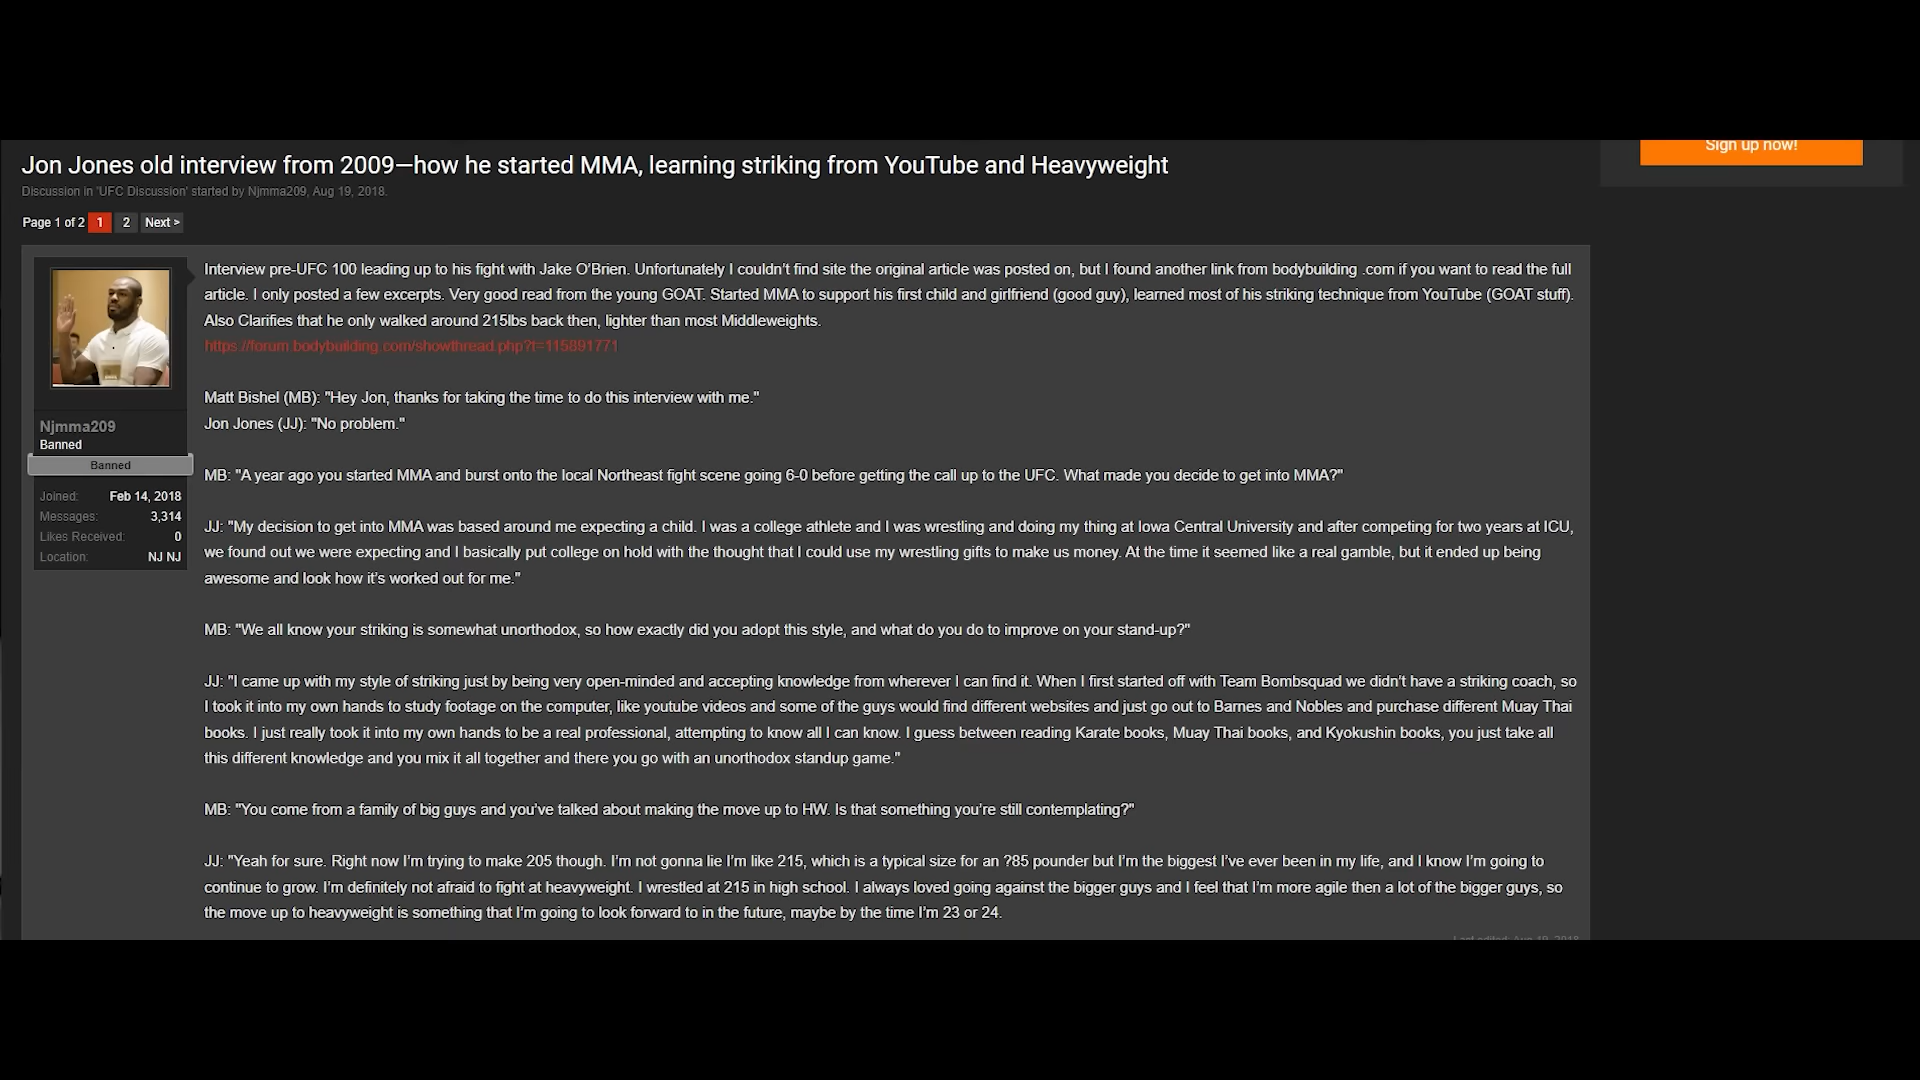 Sign up now!
Jon Jones old interview from 2009—how he started MMA, learning striking from YouTube and Heavyweight
Discussion in 'UFC Discussion' started by Njmma209, Aug 19, 2018.
Page 1 of 2 1 2 Next >
Interview pre-UFC 100 leading up to his fight with Jake O'Brien. Unfortunately I couldn't find site the original article was posted on, but I found another link from bodybuilding .com if you want to read the full
article. I only posted a few excerpts. Very good read from the young GOAT. Started MMA to support his first child and girlfriend (good guy), learned most of his striking technique from YouTube (GOAT stuff).
Also Clarifies that he only walked around 215lbs back then, lighter than most Middleweights.
https://forum.bodybuilding.com/showthread.php?t=115891771
Matt Bishel (MB): "Hey Jon, thanks for taking the time to do this interview with me."
Jon Jones (JJ): "No problem."
MB: "A year ago you started MMA and burst onto the local Northeast fight scene going 6-0 before getting the call up to the UFC. What made you decide to get into MMA?"
JJ: "My decision to get into MMA was based around me expecting a child. I was a college athlete and I was wrestling and doing my thing at Iowa Central University and after competing for two years at ICU,
we found out we were expecting and I basically put college on hold with the thought that I could use my wrestling gifts to make us money. At the time it seemed like a real gamble, but it ended up being
awesome and look how it's worked out for me."
MB: "We all know your striking is somewhat unorthodox, so how exactly did you adopt this style, and what do you do to improve on your stand-up?"
JJ: "I came up with my style of striking just by being very open-minded and accepting knowledge from wherever I can find it. When I first started off with Team Bombsquad we didn't have a striking coach, so
I took it into my own hands to study footage on the computer, like youtube videos and some of the guys would find different websites and just go out to Barnes and Nobles and purchase different Muay Thai
books. I just really took it into my own hands to be a real professional, attempting to know all I can know. I guess between reading Karate books, Muay Thai books, and Kyokushin books, you just take all
this different knowledge and you mix it all together and there you go with an unorthodox standup game."
MB: "You come from a family of big guys and you've talked about making the move up to HW. Is that something you're still contemplating?"
JJ: "Yeah for sure. Right now I'm trying to make 205 though. I'm not gonna lie I'm like 215, which is a typical size for an ?85 pounder but I'm the biggest I've ever been in my life, and I know I'm going to
continue to grow. I'm definitely not afraid to fight at heavyweight. I wrestled at 215 in high school. I always loved going against the bigger guys and I feel that I'm more agile then a lot of the bigger guys, so
the move up to heavyweight is something that I'm going to look forward to in the future, maybe by the time I'm 23 or 24.
Last edited: Aug 19, 2018
Njmma209
Banned
Banned
Joined: Feb 14, 2018
Messages: 3,314
Likes Received: 0
Location: NJ NJ